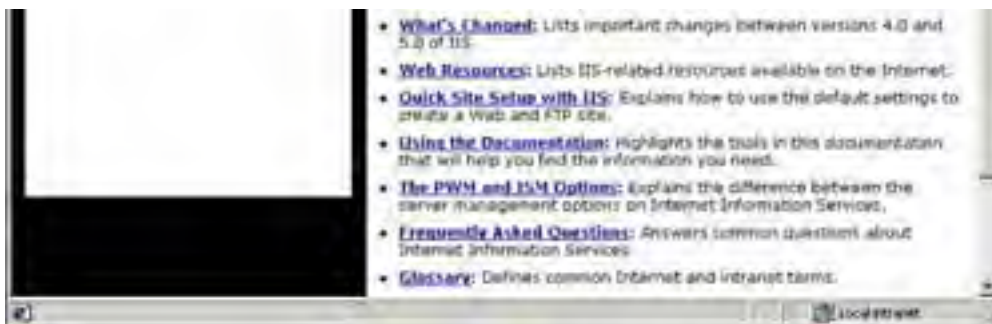 • What's Changed: Lists important changes between versions 4.0 and
5.0 of IIS
• Web Resources: Lists IIS-related resources available on the Internet.
• Quick Site Setup with IIS: Explains how to use the default settings to
create a Web and FTP site.
• Using the Documentation: Highlights the tools in this documentation
that will help you find the information you need.
• The PWM and ISM Options: Explains the difference between the
server management options on Internet Information Services.
• Frequently Asked Questions: Answers common questions about
Internet Information Services
• Glossary: Defines common Internet and intranet terms.
Local intranet